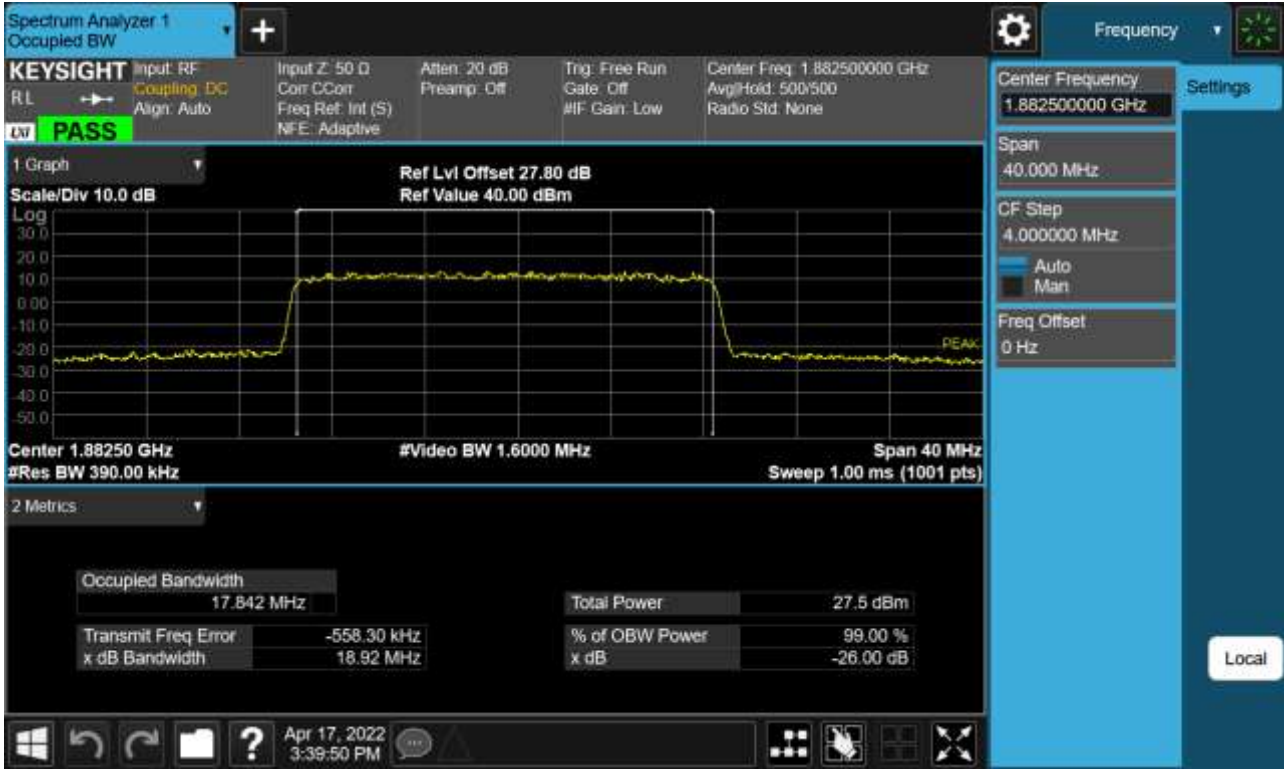 Spectrum Analyzer 1
Occupied BW
Frequency
KEYSIGHT
RL
LXI
PASS
Input: RF
Coupling: DC
Align: Auto
Input Z: 50 Ω
Corr CCorr
Freq Ref: Int (S)
NFE: Adaptive
Atten: 20 dB
Preamp: Off
Trig: Free Run
Gate: Off
#IF Gain: Low
Center Freq: 1.882500000 GHz
Avg|Hold: 500/500
Radio Std: None
Center Frequency
1.882500000 GHz
Settings
Span
40.000 MHz
CF Step
4.000000 MHz
Auto
Man
Freq Offset
0 Hz
Local
1 Graph
Scale/Div 10.0 dB
Ref Lvl Offset 27.80 dB
Ref Value 40.00 dBm
Log
30.0
20.0
10.0
0.00
-10.0
-20.0
-30.0
-40.0
-50.0
PEAK
Center 1.88250 GHz
#Video BW 1.6000 MHz
Span 40 MHz
#Res BW 390.00 kHz
Sweep 1.00 ms (1001 pts)
2 Metrics
Occupied Bandwidth
17.842 MHz
Total Power 27.5 dBm
Transmit Freq Error -558.30 kHz
% of OBW Power 99.00 %
x dB Bandwidth 18.92 MHz
x dB -26.00 dB
?
Apr 17, 2022
3:39:50 PM